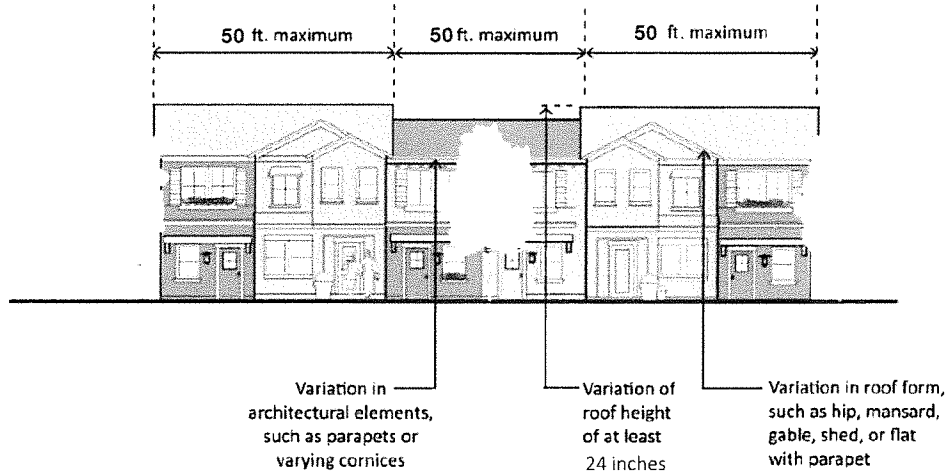 50 ft. maximum
50 ft. maximum
50 ft. maximum
Variation in
architectural elements,
such as parapets or
varying cornices
Variation of
roof height
of at least
24 inches
Variation in roof form,
such as hip, mansard,
gable, shed, or flat
with parapet